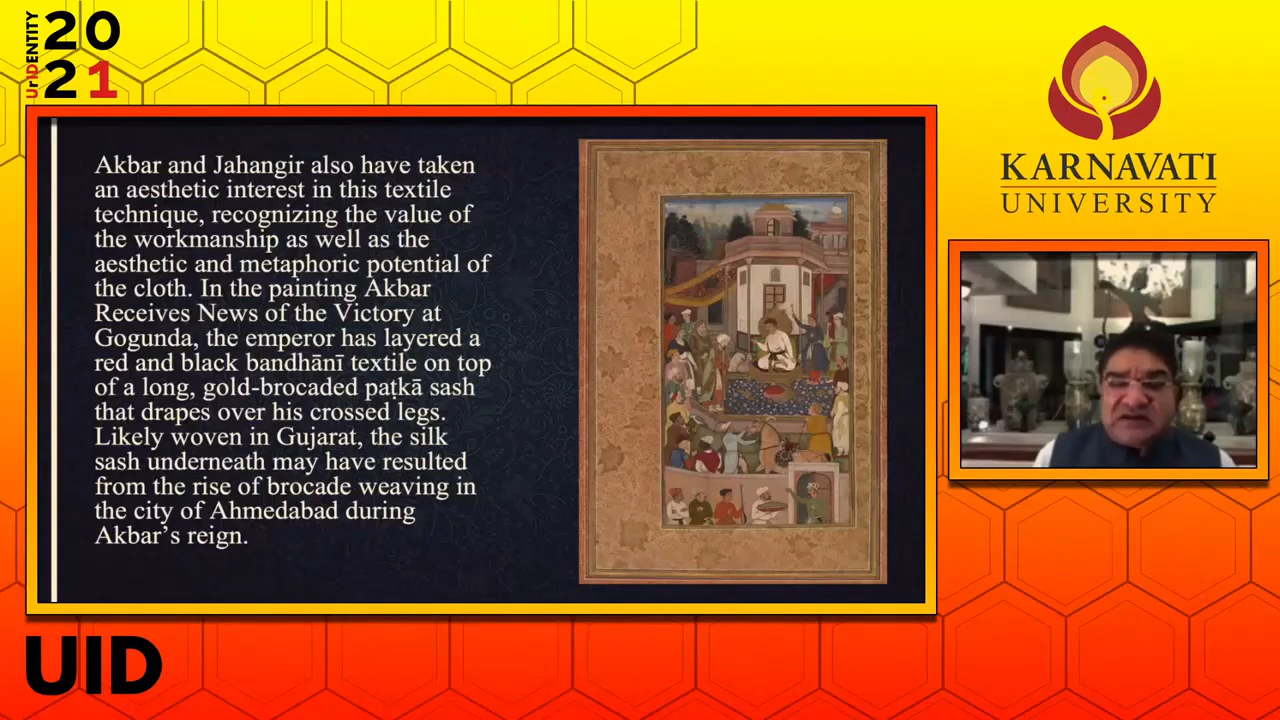 UrIDENTITY
20
21
Akbar and Jahangir also have taken
an aesthetic interest in this textile
technique, recognizing the value of
the workmanship as well as the
aesthetic and metaphoric potential of
the cloth. In the painting Akbar
Receives News of the Victory at
Gogunda, the emperor has layered a
red and black bandhānī textile on top
of a long, gold-brocaded paṭkā sash
that drapes over his crossed legs.
Likely woven in Gujarat, the silk
sash underneath may have resulted
from the rise of brocade weaving in
the city of Ahmedabad during
Akbar’s reign.
KARNAVATI
UNIVERSITY
UID